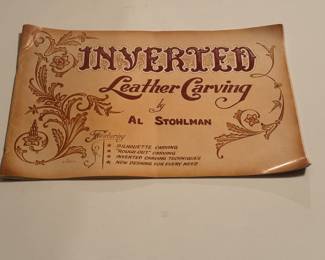 INVERTED
Leather Carving
by
AL STOHLMAN
Featuring
★ SILHOUETTE CARVING
★ "ROUGH-OUT" CARVING
★ INVERTED CARVING TECHNIQUES
★ NEW DESIGNS FOR EVERY NEED